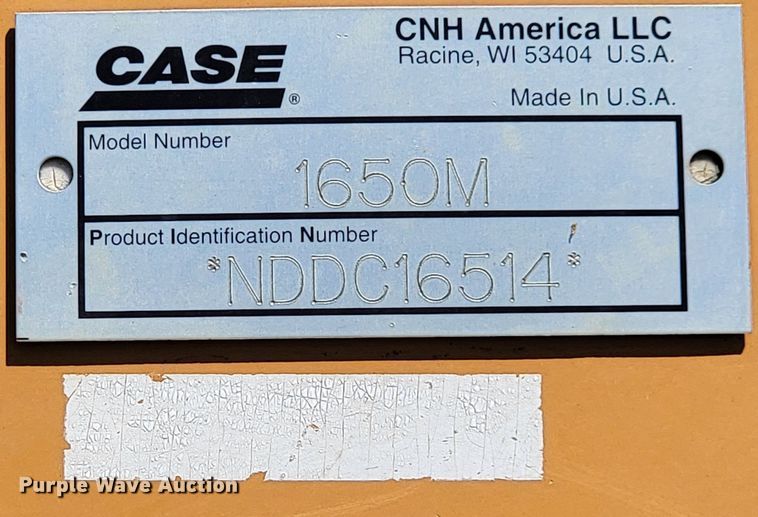 CASE®
CNH America LLC
Racine, WI 53404 U.S.A.
Made In U.S.A.
Model Number
1650M
Product Identification Number
*NDDC16514*
Purple Wave Auction